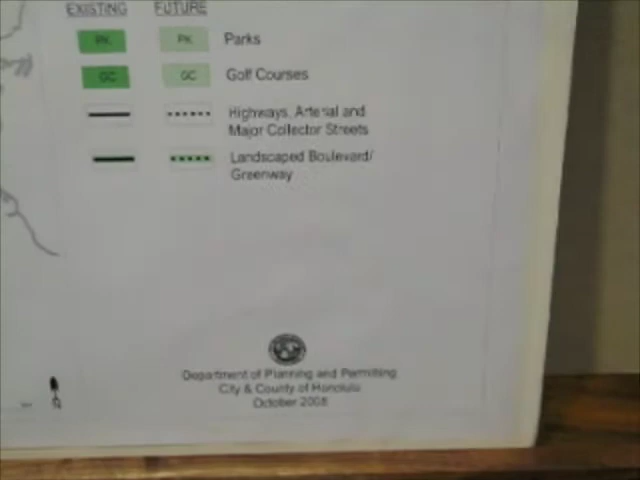 EXISTING FUTURE
PK PK Parks
GC GC Golf Courses
Highways, Arterial and
Major Collector Streets
Landscaped Boulevard/
Greenway
Department of Planning and Permitting
City & County of Honolulu
October 2008